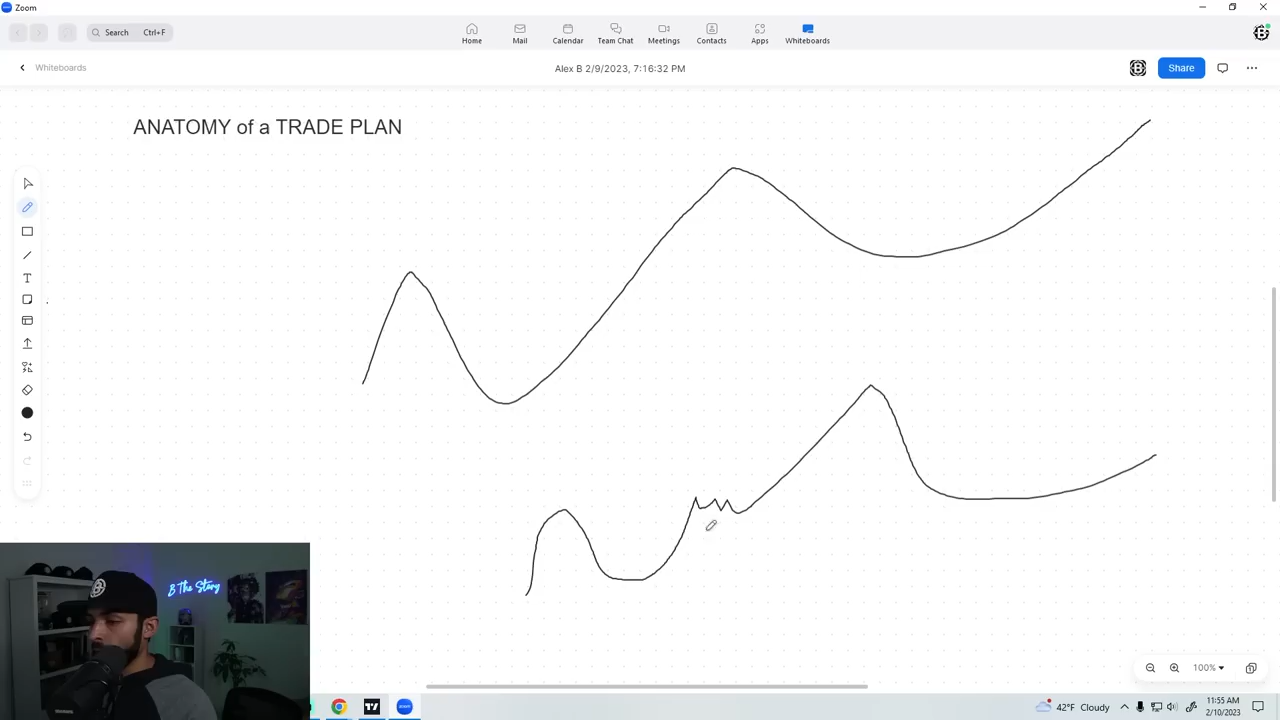 Zoom
Search Ctrl+F
Home
Mail
Calendar
Team Chat
Meetings
Contacts
Apps
Whiteboards
Whiteboards
Alex B 2/9/2023, 7:16:32 PM
Share
ANATOMY of a TRADE PLAN
B The Story
100%
42°F Cloudy
11:55 AM
2/10/2023
zoom